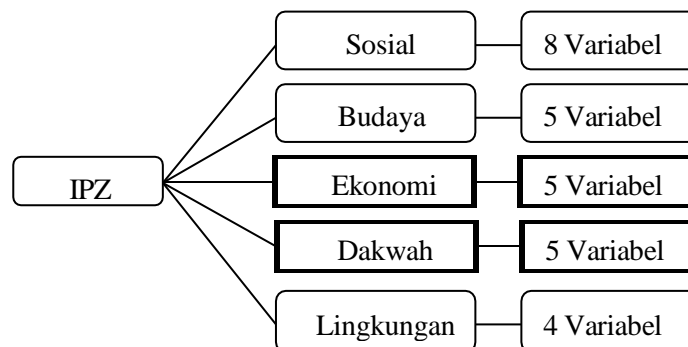 Sosial 8 Variabel
Budaya 5 Variabel
IPZ Ekonomi 5 Variabel
Dakwah 5 Variabel
Lingkungan 4 Variabel